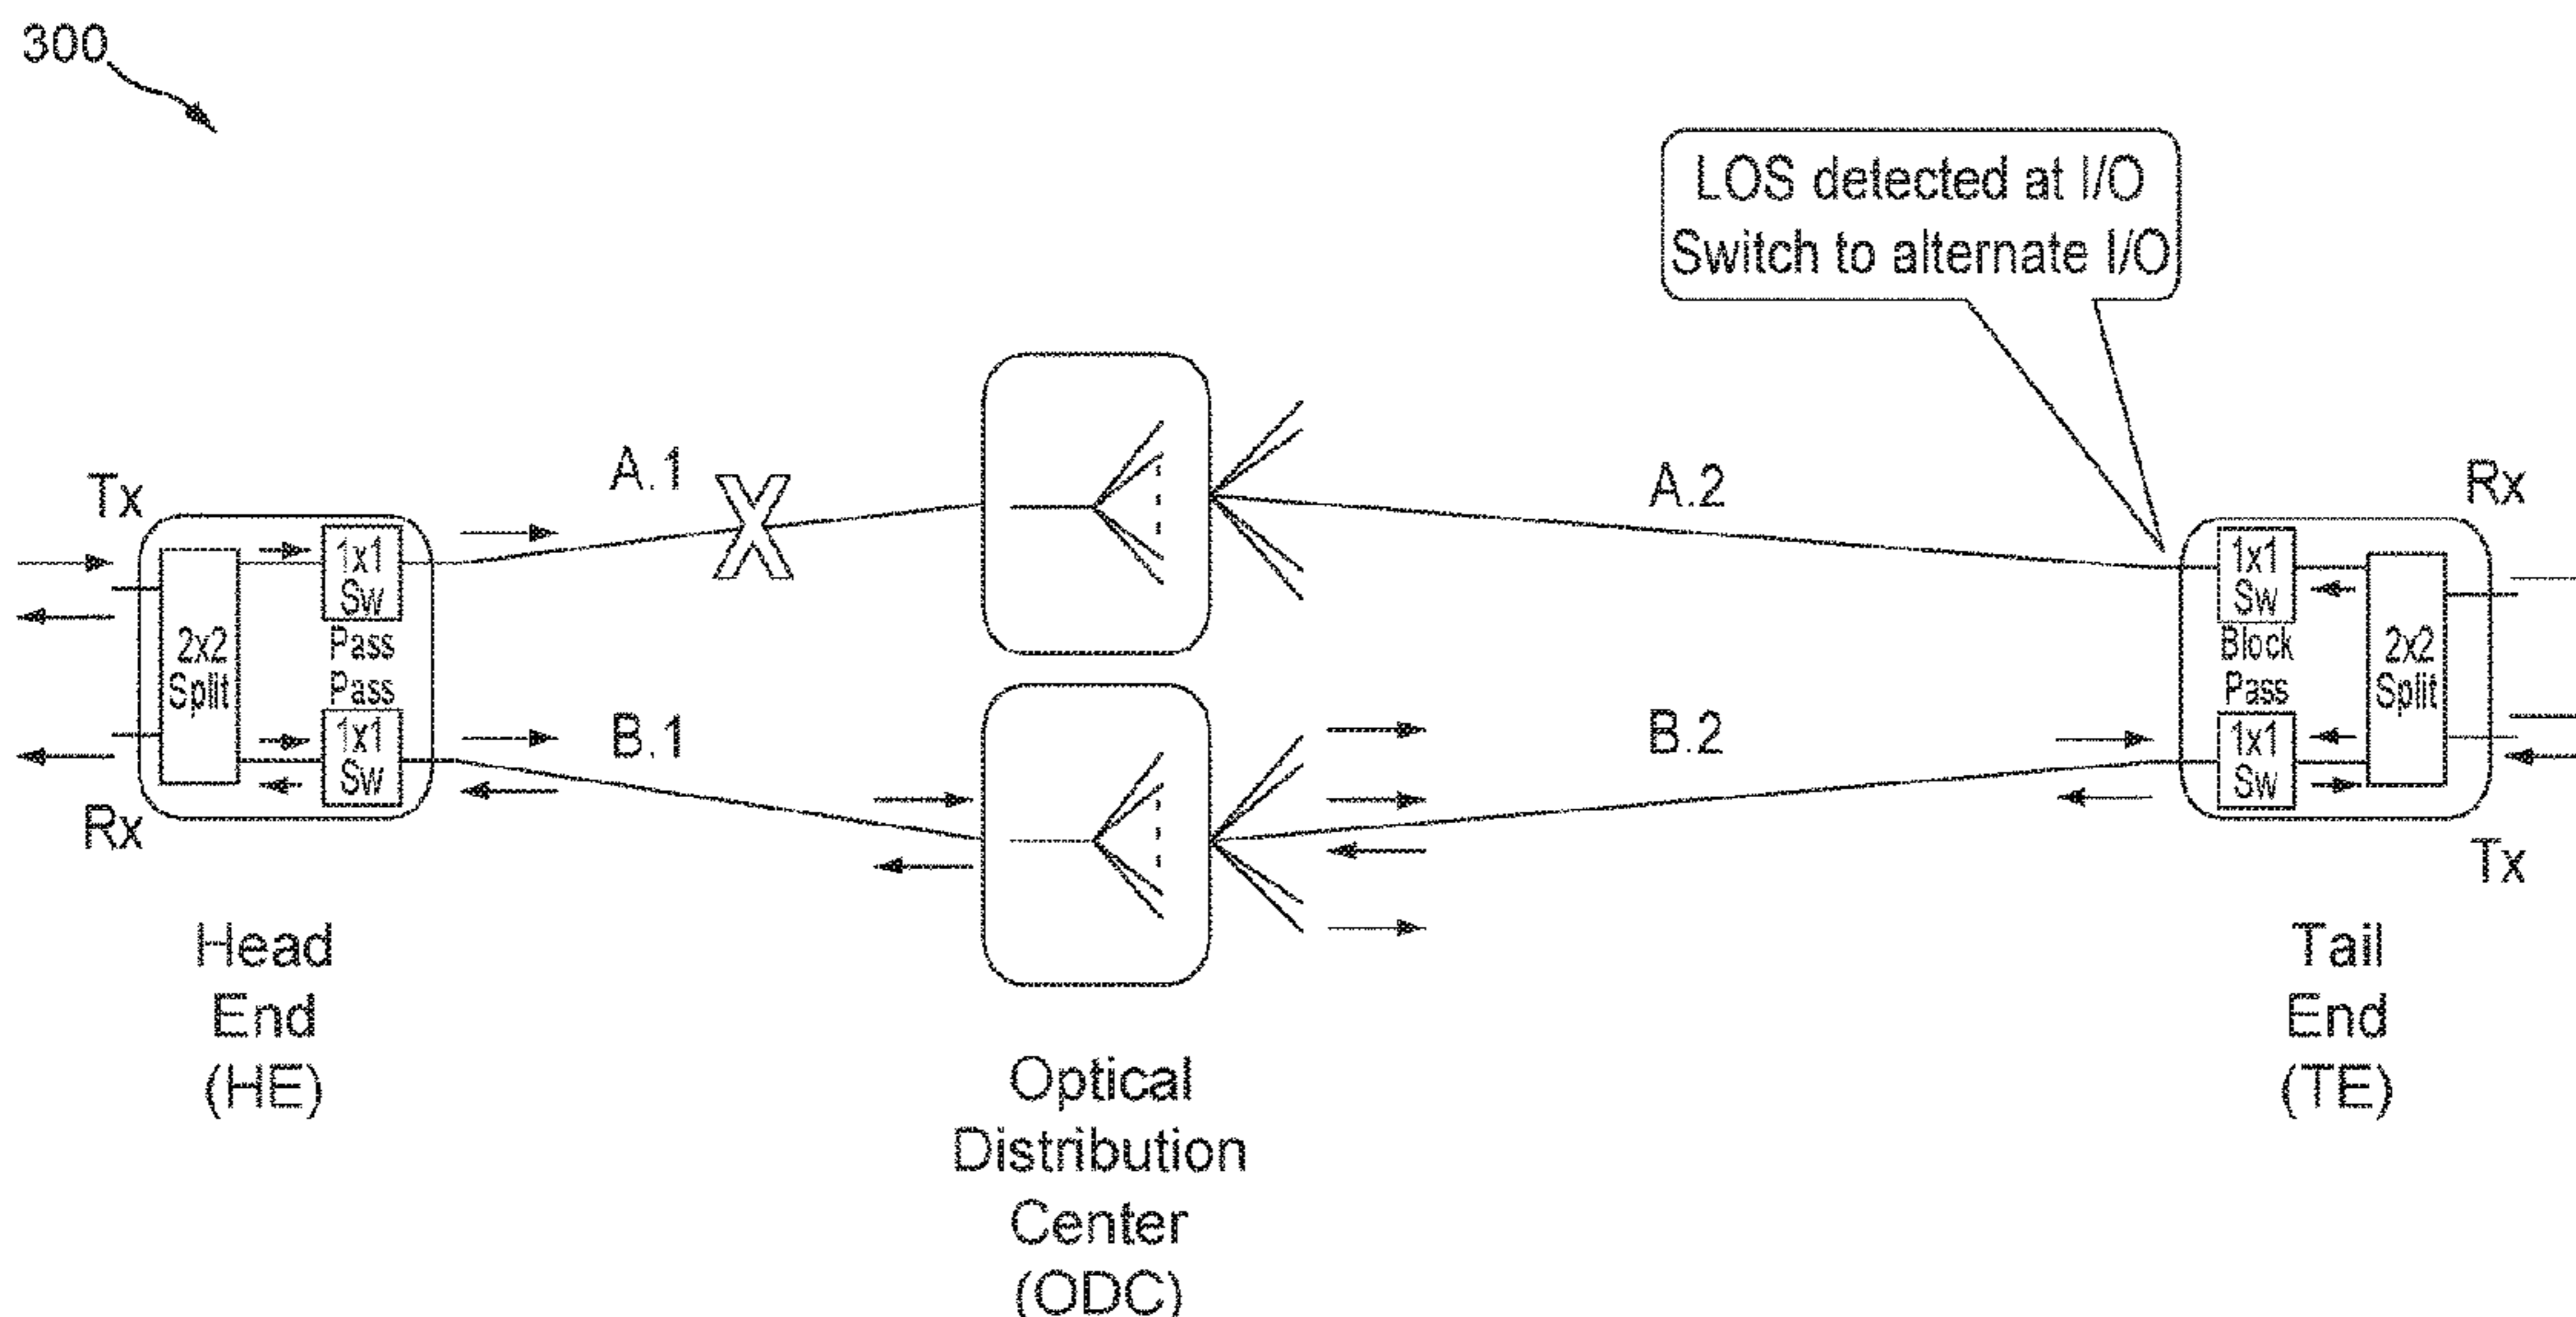 300
LOS detected at I/O
Switch to alternate I/O
A.1
X
A.2
Tx
Rx
1x1
Sw
Pass
Pass
1x1
Sw
2x2
Split
1x1
Sw
Block
Pass
1x1
Sw
2x2
Split
B.1
B.2
Rx
Tx
Head
End
(HE)
Optical
Distribution
Center
(ODC)
Tail
End
(TE)